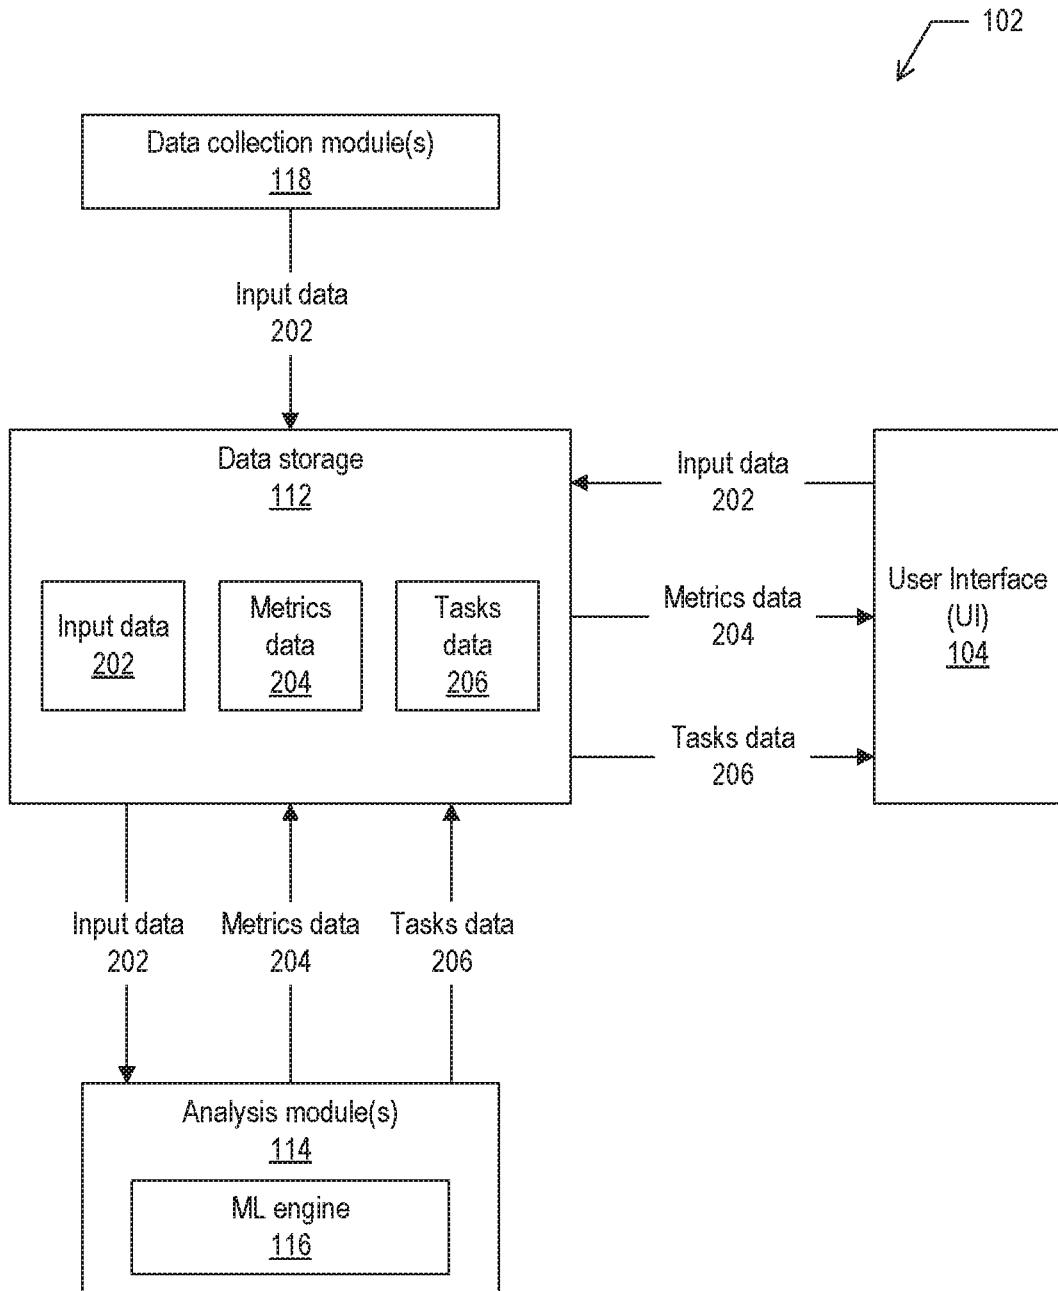 102
Data collection module(s)
118
Input data
202
Data storage
112
Input data
202
Metrics
data
204
Tasks
data
206
Input data
202
Metrics data
204
Tasks data
206
User Interface
(UI)
104
Input data
202
Metrics data
204
Tasks data
206
Analysis module(s)
114
ML engine
116